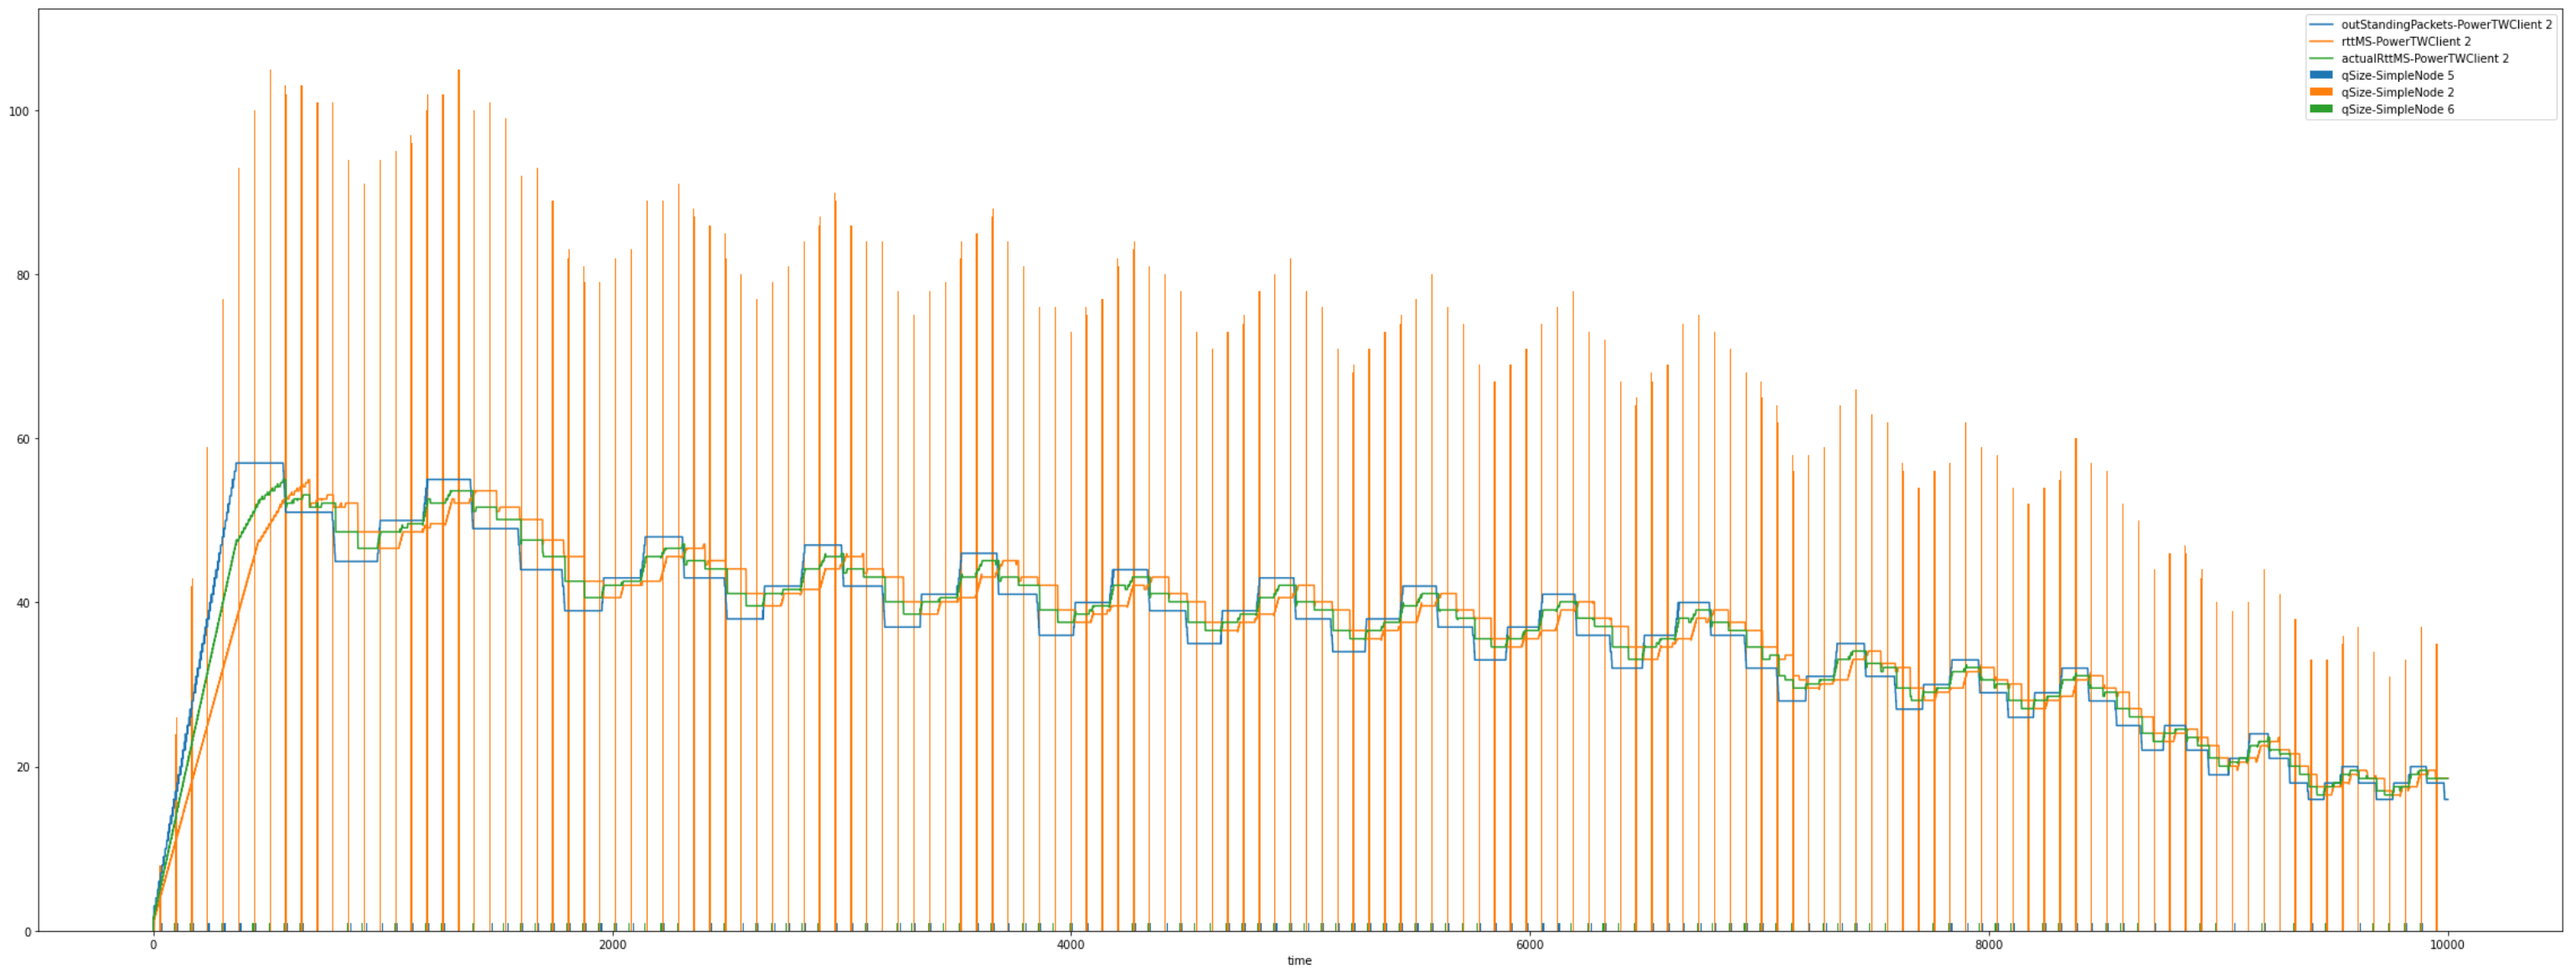 outStandingPackets-PowerTWClient 2
rttMS-PowerTWClient 2
actualRttMS-PowerTWClient 2
qSize-SimpleNode 5
qSize-SimpleNode 2
qSize-SimpleNode 6
100
80
60
40
20
0
0 2000 4000 6000 8000 10000
time